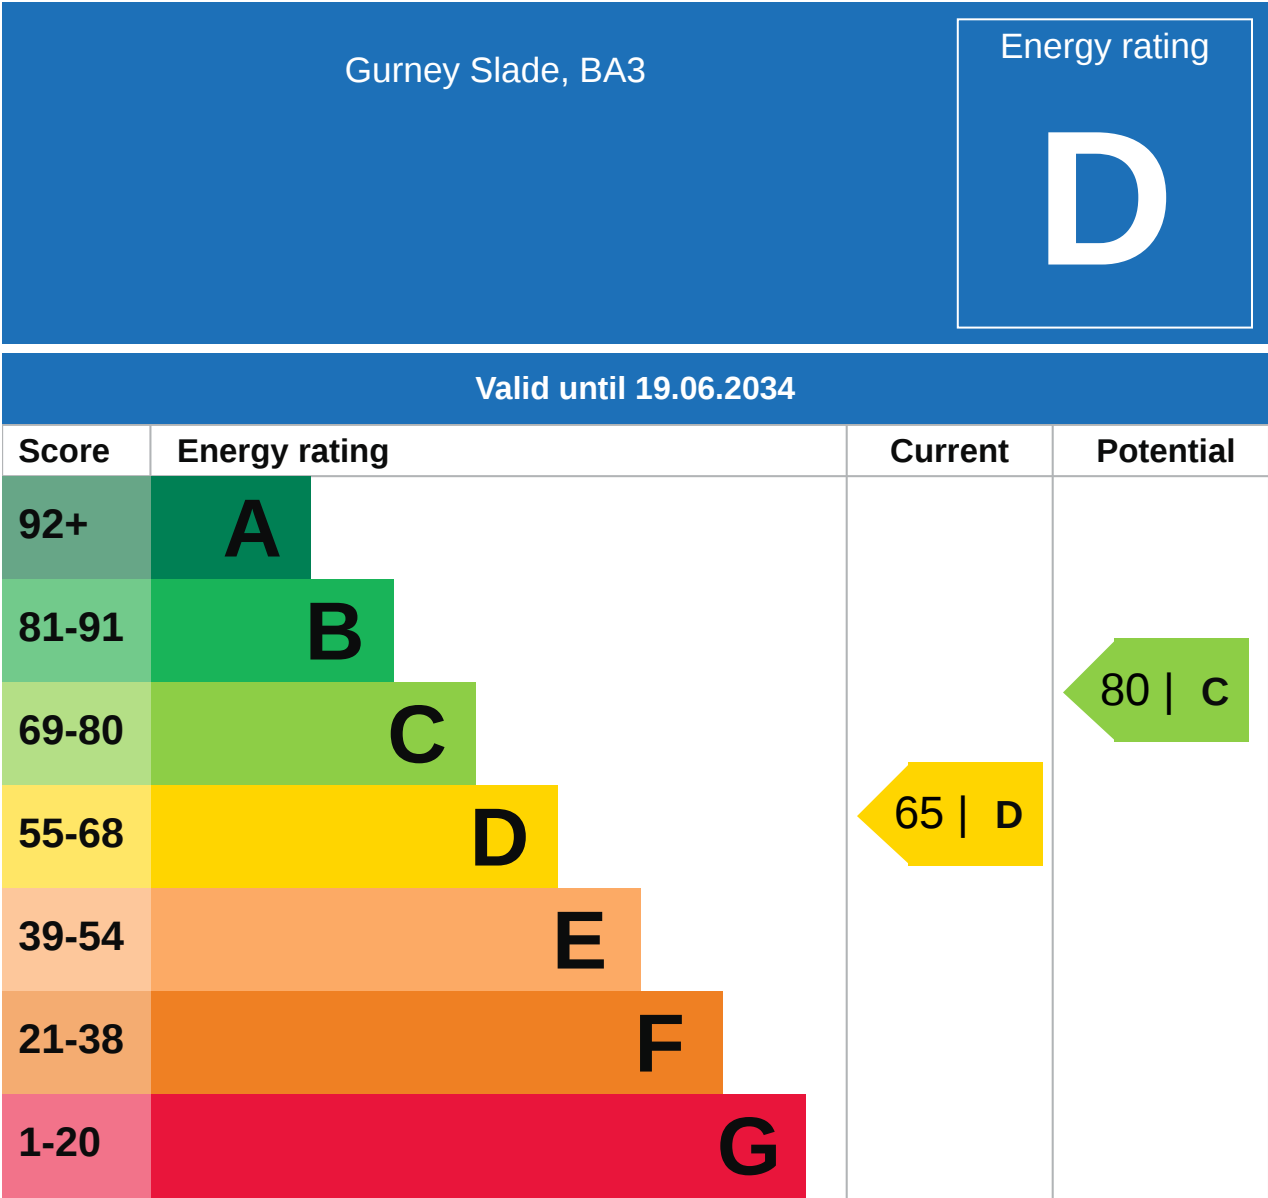 Gurney Slade, BA3
Energy rating
D
Valid until 19.06.2034
Score Energy rating Current Potential
92+ A
81-91 B
69-80 C 80 | C
55-68 D 65 | D
39-54 E
21-38 F
1-20 G